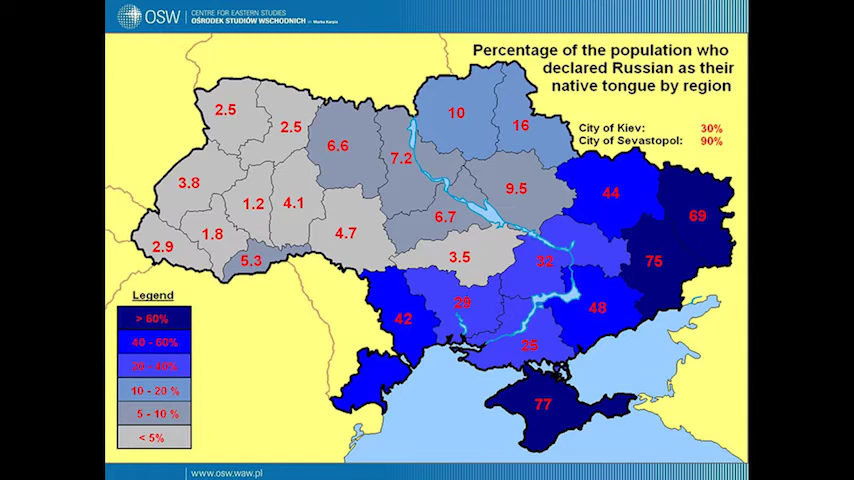 OSW
CENTRE FOR EASTERN STUDIES
OŚRODEK STUDIÓW WSCHODNICH im. Marka Karpia
Percentage of the population who
declared Russian as their
native tongue by region
City of Kiev: 30%
City of Sevastopol: 90%
2.5
2.5
6.6
7.2
10
16
3.8
1.2
4.1
9.5
44
69
2.9
1.8
5.3
4.7
6.7
3.5
32
75
42
29
25
48
77
Legend
> 60%
40 - 60%
20 - 40%
10 - 20 %
5 - 10 %
< 5%
www.osw.waw.pl